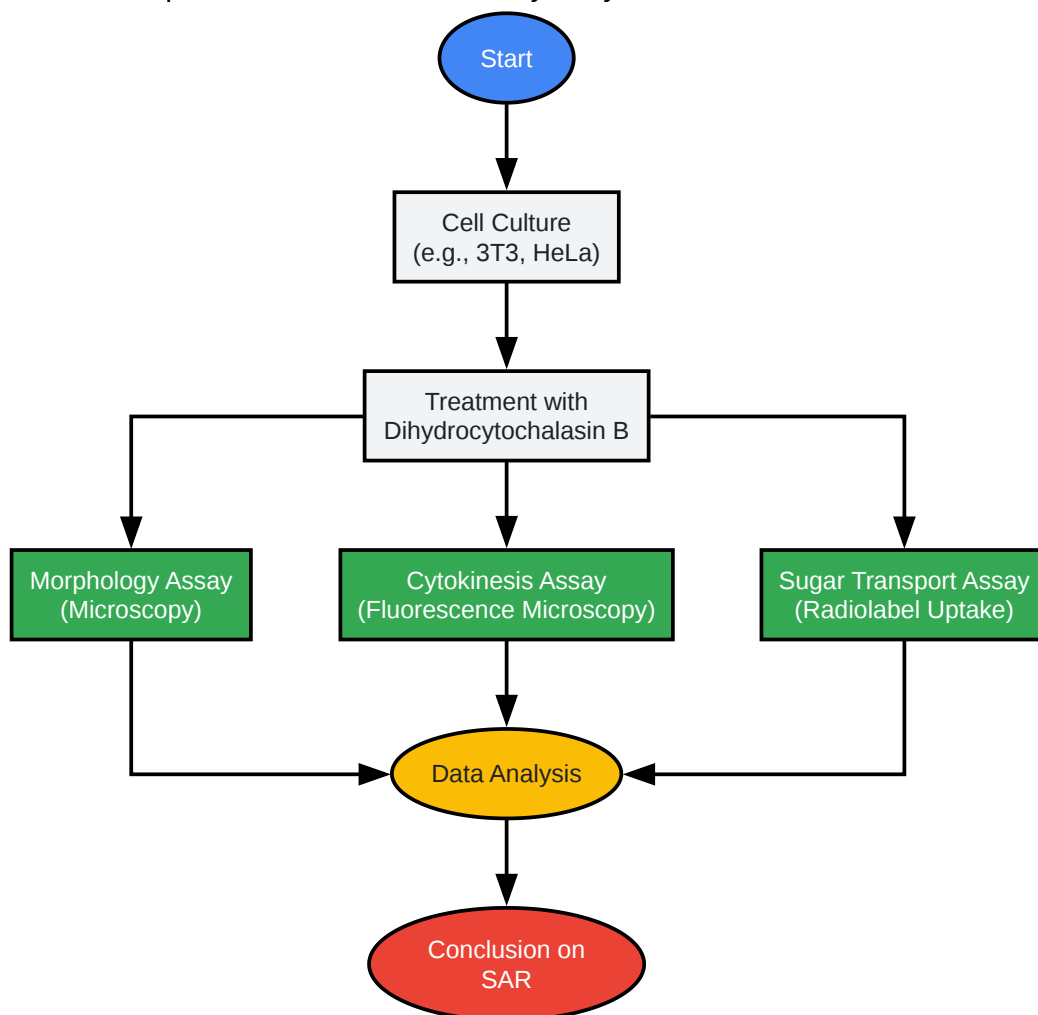 Start
Cell Culture
(e.g., 3T3, HeLa)
Treatment with
Dihydrocytochalasin B
Morphology Assay
(Microscopy)
Cytokinesis Assay
(Fluorescence Microscopy)
Sugar Transport Assay
(Radiolabel Uptake)
Data Analysis
Conclusion on
SAR